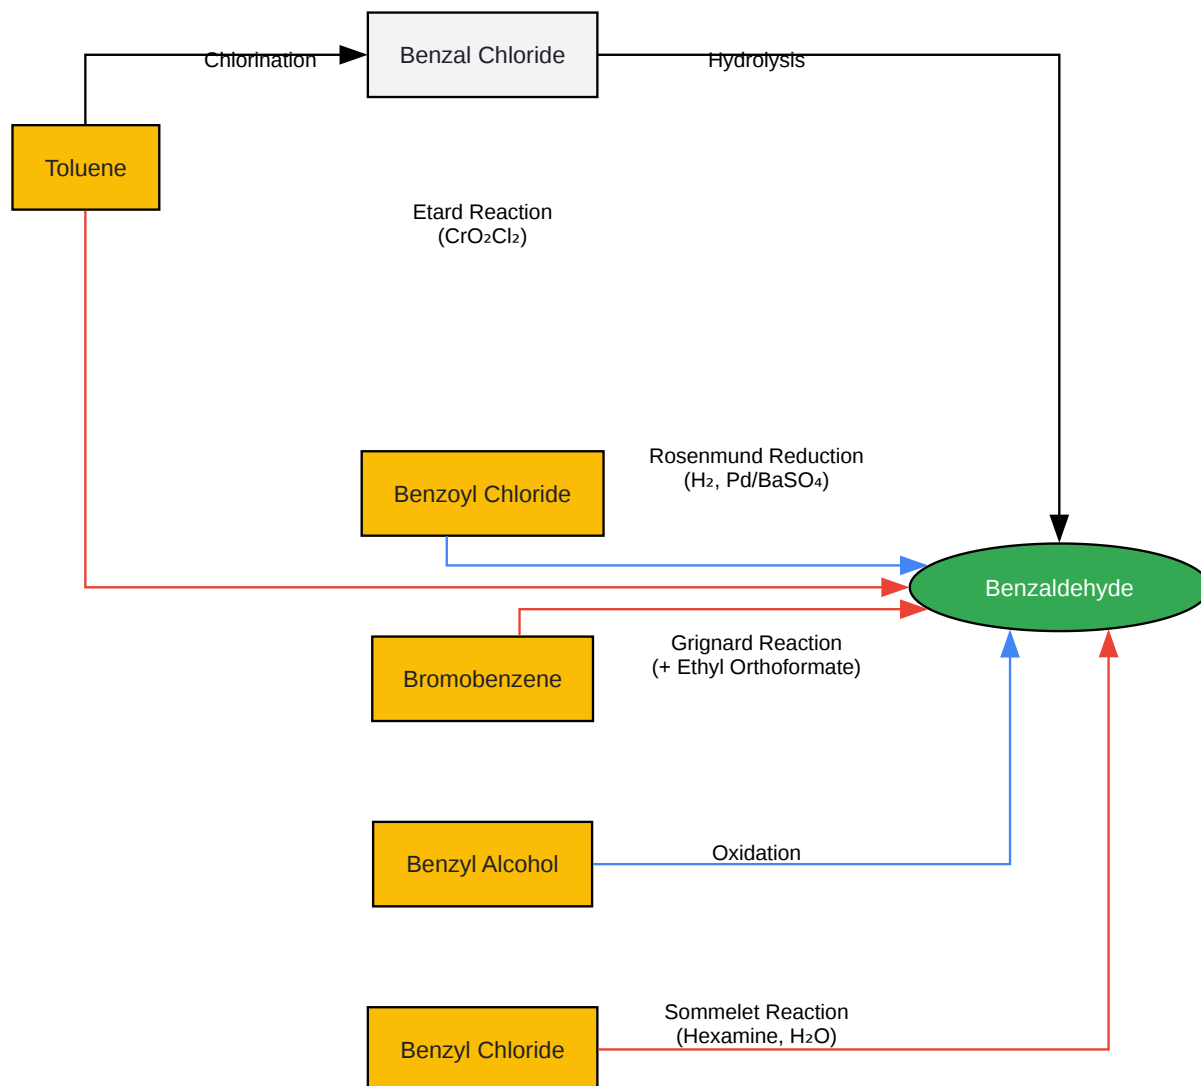 Chlorination
Benzal Chloride
Hydrolysis
Toluene
Etard Reaction
(CrO₂Cl₂)
Rosenmund Reduction
(H₂, Pd/BaSO₄)
Benzoyl Chloride
Benzaldehyde
Grignard Reaction
(+ Ethyl Orthoformate)
Bromobenzene
Oxidation
Benzyl Alcohol
Sommelet Reaction
(Hexamine, H₂O)
Benzyl Chloride